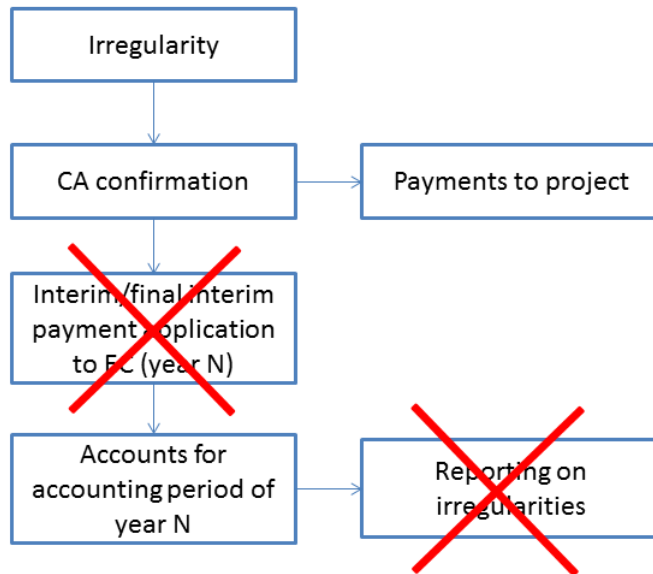 Irregularity
CA confirmation
Payments to project
Interim/final interim
payment application
to EC (year N)
Accounts for
accounting period of
year N
Reporting on
irregularities